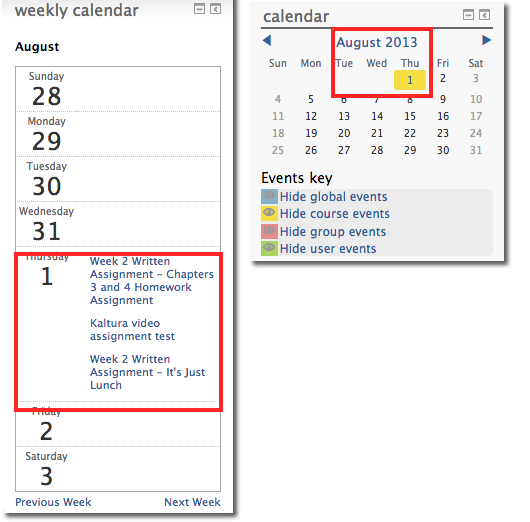 weekly calendar
August
Sunday
28
Monday
29
Tuesday
30
Wednesday
31
Thursday
1
Week 2 Written
Assignment - Chapters
3 and 4 Homework
Assignment
Kaltura video
assignment test
Week 2 Written
Assignment - It's Just
Lunch
Friday
2
Saturday
3
Previous Week Next Week
calendar
August 2013
Sun Mon Tue Wed Thu Fri Sat
1 2 3
4 5 6 7 8 9 10
11 12 13 14 15 16 17
18 19 20 21 22 23 24
25 26 27 28 29 30 31
Events key
Hide global events
Hide course events
Hide group events
Hide user events